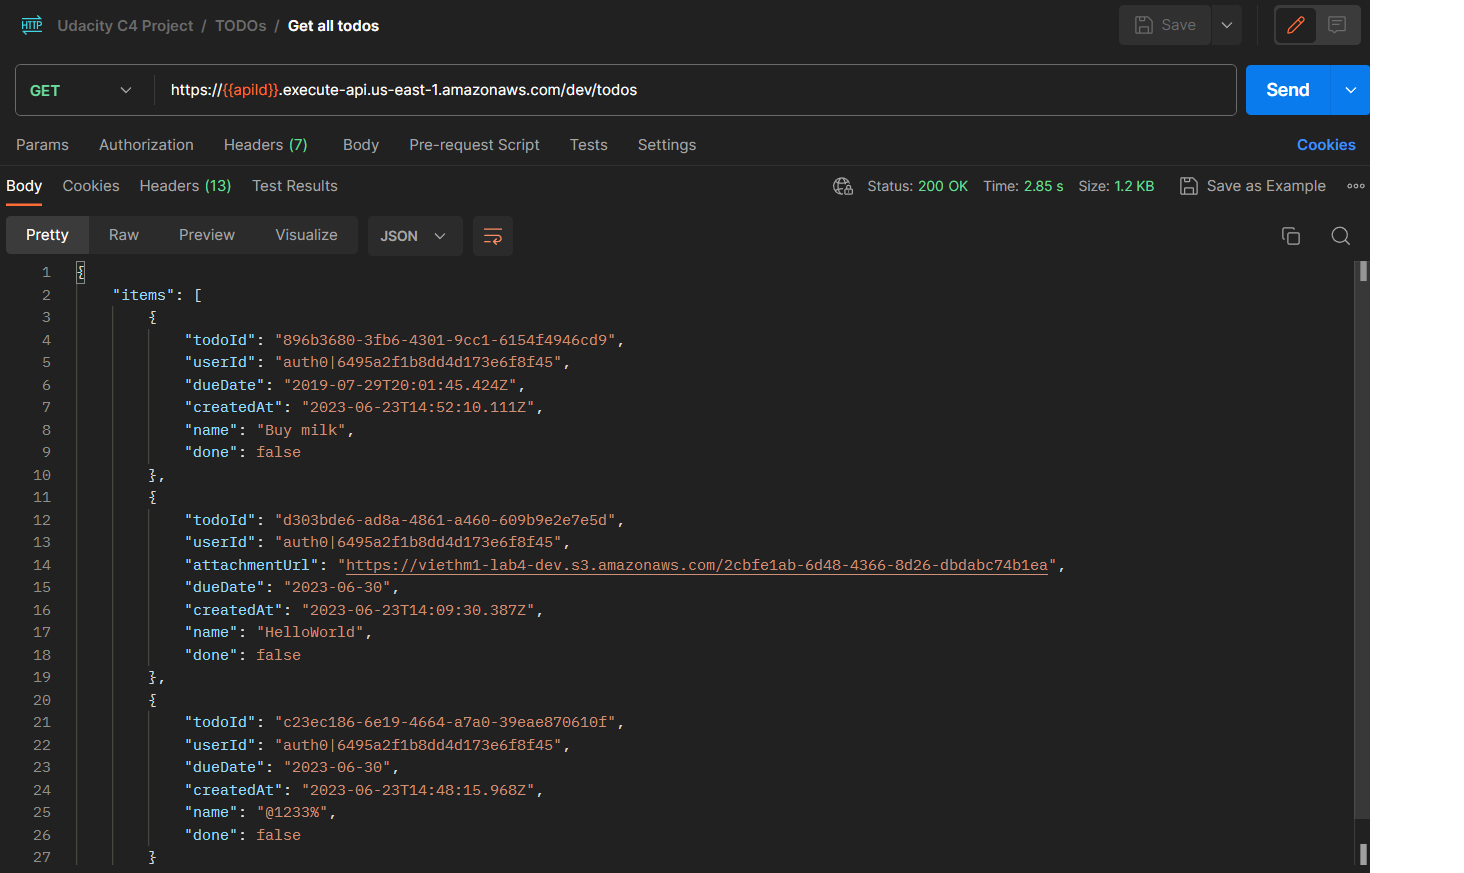 HTTP Udacity C4 Project / TODOs / Get all todos Save
GET https://{{apiId}}.execute-api.us-east-1.amazonaws.com/dev/todos Send
Params Authorization Headers (7) Body Pre-request Script Tests Settings Cookies
Body Cookies Headers (13) Test Results Status: 200 OK Time: 2.85 s Size: 1.2 KB Save as Example
Pretty Raw Preview Visualize JSON
1 {
2 "items": [
3 {
4 "todoId": "896b3680-3fb6-4301-9cc1-6154f4946cd9",
5 "userId": "auth0|6495a2f1b8dd4d173e6f8f45",
6 "dueDate": "2019-07-29T20:01:45.424Z",
7 "createdAt": "2023-06-23T14:52:10.111Z",
8 "name": "Buy milk",
9 "done": false
10 },
11 {
12 "todoId": "d303bde6-ad8a-4861-a460-609b9e2e7e5d",
13 "userId": "auth0|6495a2f1b8dd4d173e6f8f45",
14 "attachmentUrl": "https://viethm1-lab4-dev.s3.amazonaws.com/2cbfe1ab-6d48-4366-8d26-dbdabc74b1ea",
15 "dueDate": "2023-06-30",
16 "createdAt": "2023-06-23T14:09:30.387Z",
17 "name": "HelloWorld",
18 "done": false
19 },
20 {
21 "todoId": "c23ec186-6e19-4664-a7a0-39eae870610f",
22 "userId": "auth0|6495a2f1b8dd4d173e6f8f45",
23 "dueDate": "2023-06-30",
24 "createdAt": "2023-06-23T14:48:15.968Z",
25 "name": "@1233%",
26 "done": false
27 }